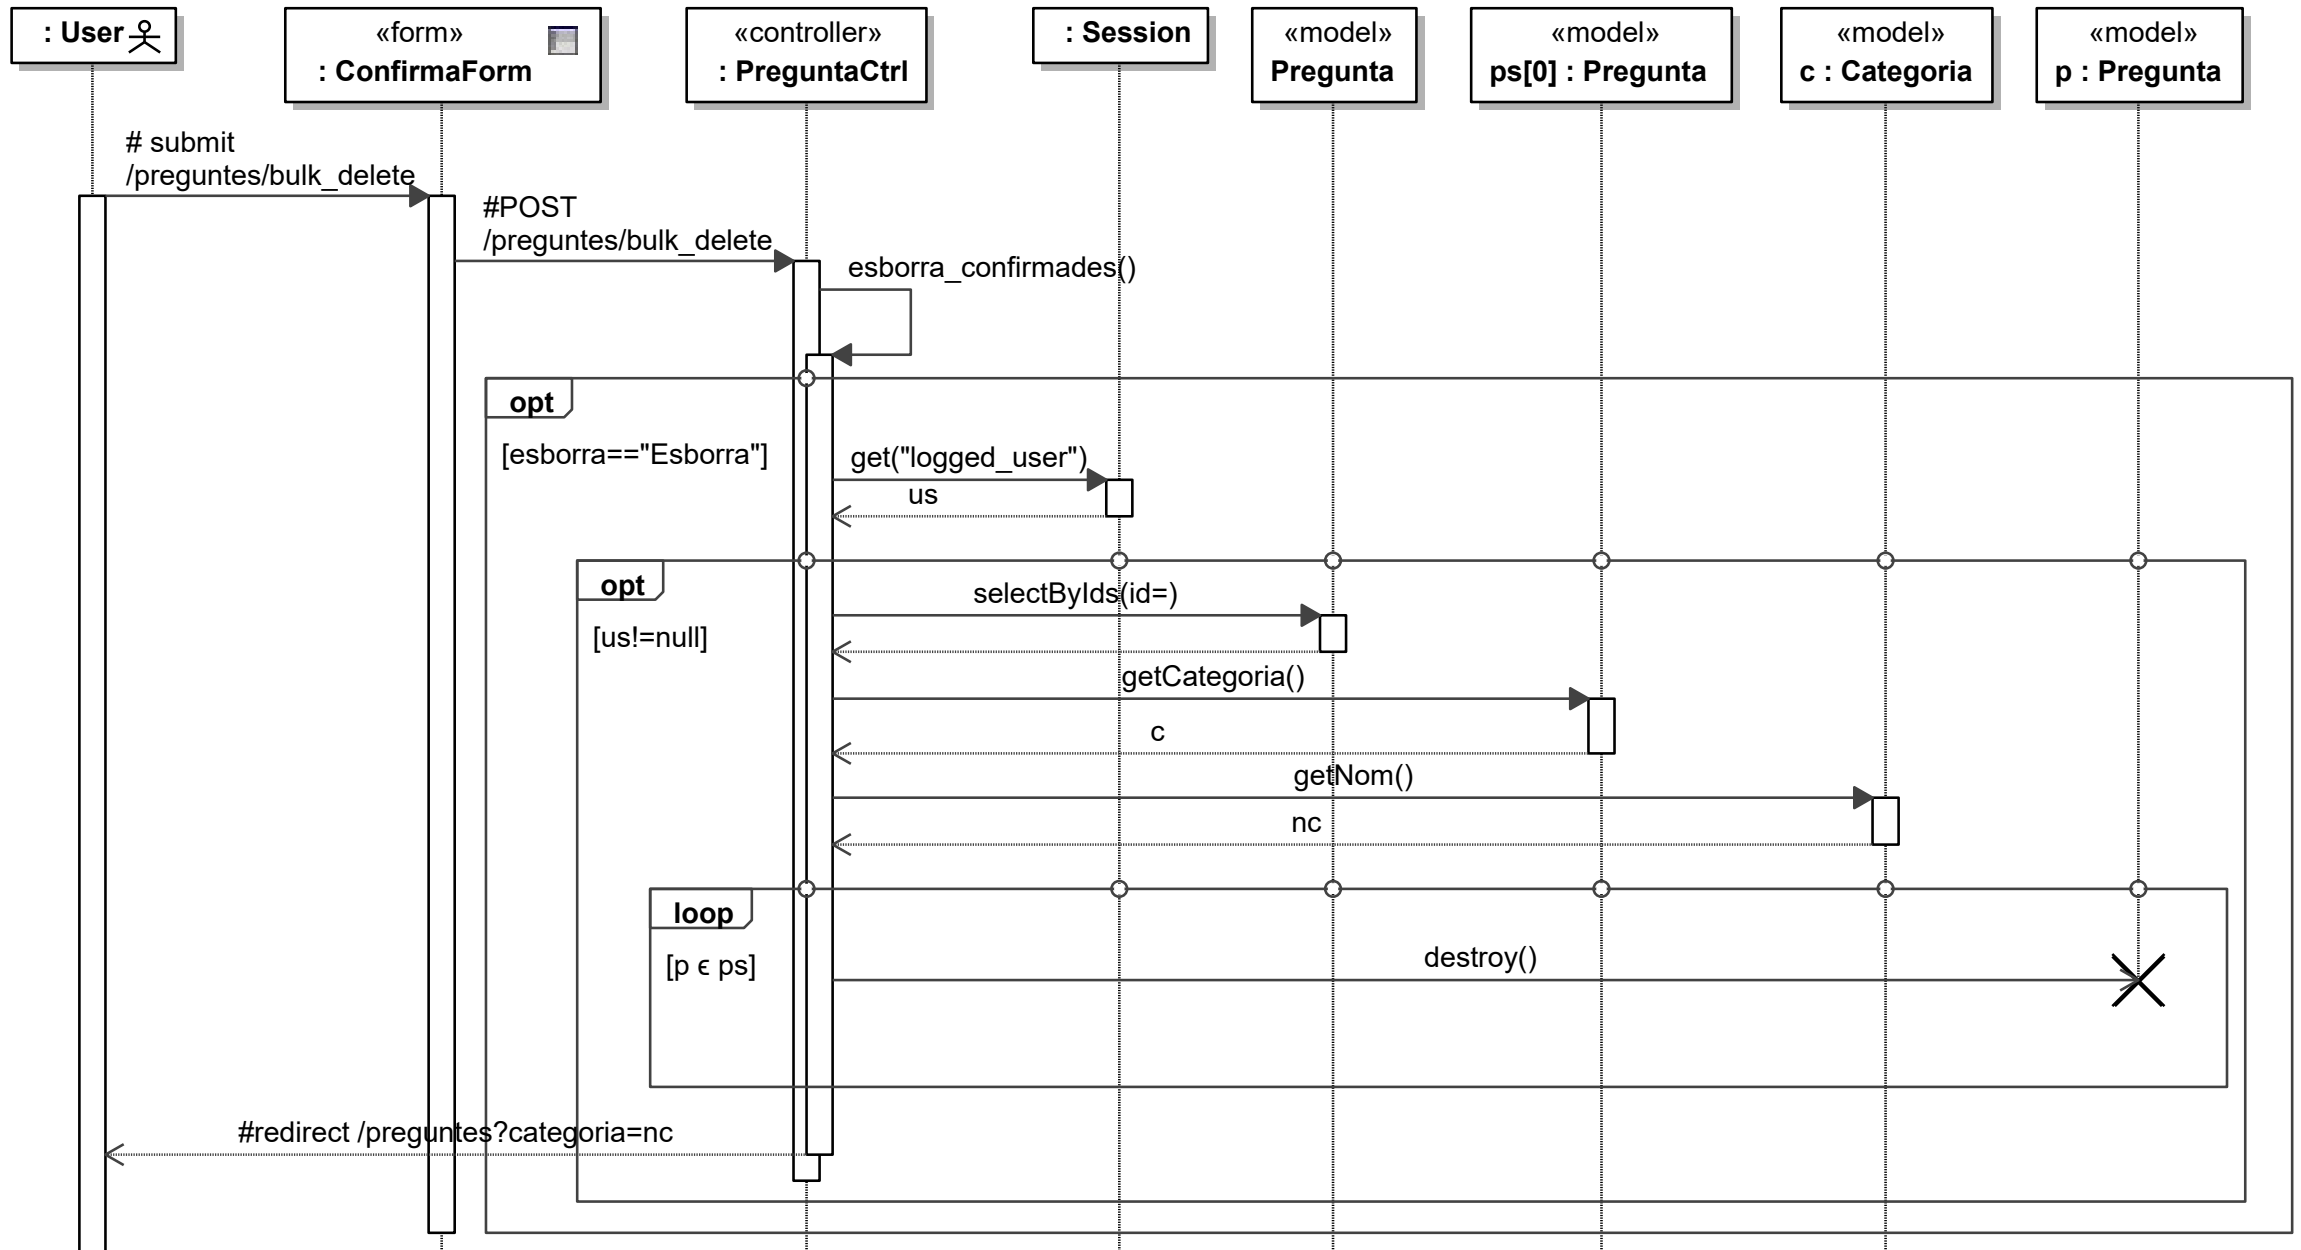 : User
«form»
: ConfirmaForm
«controller»
: PreguntaCtrl
: Session
«model»
Pregunta
«model»
ps[0] : Pregunta
«model»
c : Categoria
«model»
p : Pregunta
# submit
/preguntes/bulk_delete
#POST
/preguntes/bulk_delete
esborra_confirmades()
opt
[esborra=="Esborra"]
get("logged_user")
us
opt
[us!=null]
selectByIds(id=)
getCategoria()
c
getNom()
nc
loop
[p ϵ ps]
destroy()
#redirect /preguntes?categoria=nc